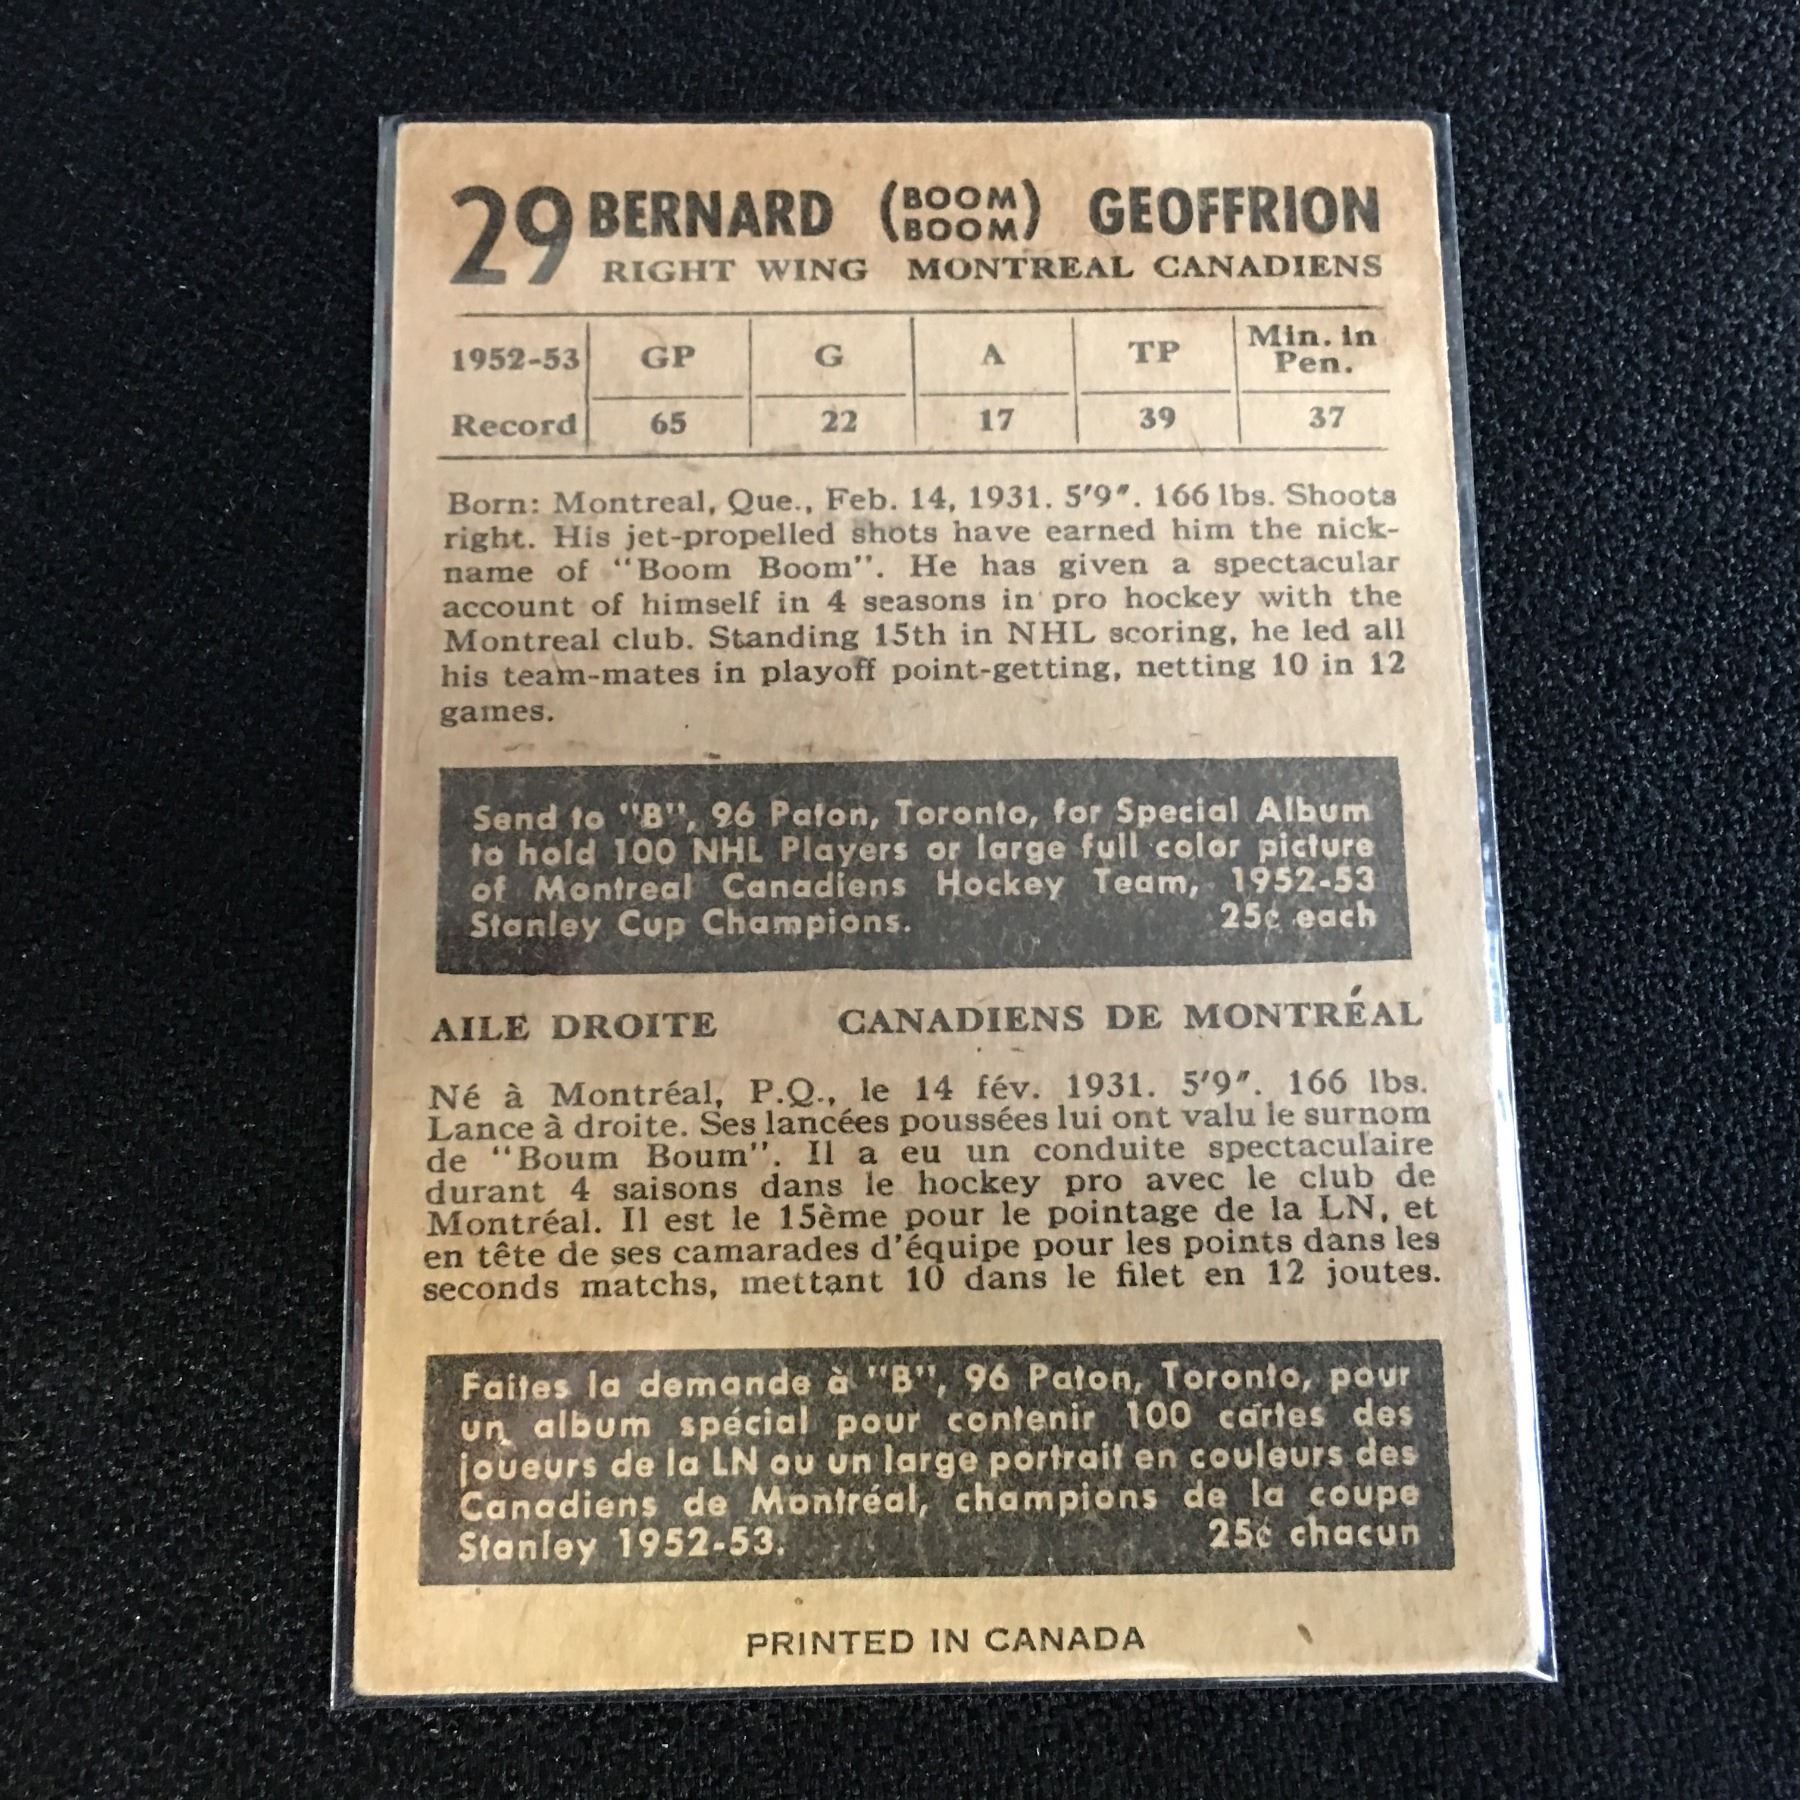 29 BERNARD (BOOM BOOM) GEOFFRION
RIGHT WING MONTREAL CANADIENS
1952-53 GP G A TP Min. in Pen.
Record 65 22 17 39 37
Born: Montreal, Que., Feb. 14, 1931. 5'9". 166 lbs. Shoots
right. His jet-propelled shots have earned him the nick-
name of "Boom Boom". He has given a spectacular
account of himself in 4 seasons in pro hockey with the
Montreal club. Standing 15th in NHL scoring, he led all
his team-mates in playoff point-getting, netting 10 in 12
games.
Send to "B", 96 Paton, Toronto, for Special Album
to hold 100 NHL Players or large full color picture
of Montreal Canadiens Hockey Team, 1952-53
Stanley Cup Champions. 25¢ each
AILE DROITE CANADIENS DE MONTRÉAL
Né à Montréal, P.Q., le 14 fév. 1931. 5'9". 166 lbs.
Lance à droite. Ses lancées poussées lui ont valu le surnom
de "Boum Boum". Il a eu un conduite spectaculaire
durant 4 saisons dans le hockey pro avec le club de
Montréal. Il est le 15ème pour le pointage de la LN, et
en tête de ses camarades d'équipe pour les points dans les
seconds matchs, mettant 10 dans le filet en 12 joutes.
Faites la demande à "B", 96 Paton, Toronto, pour
un album spécial pour contenir 100 cartes des
joueurs de la LN ou un large portrait en couleurs des
Canadiens de Montréal, champions de la coupe
Stanley 1952-53. 25¢ chacun
PRINTED IN CANADA